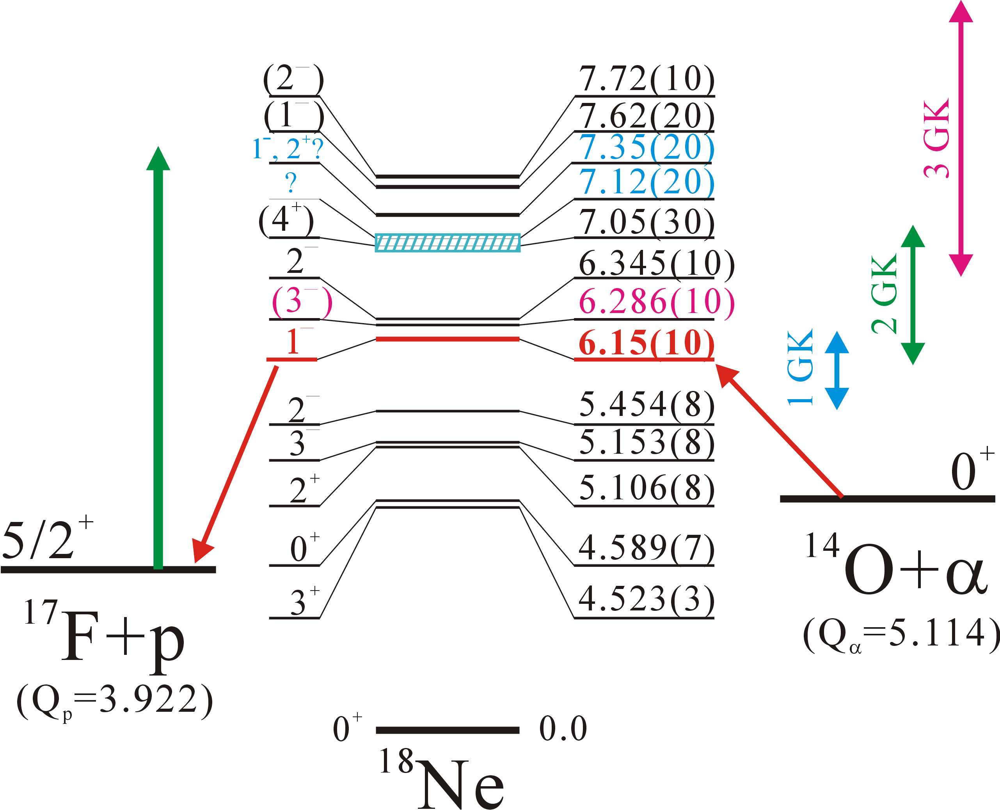 (2⁻) 7.72(10)
(1⁻) 7.62(20)
1⁻, 2⁺? 7.35(20)
? 7.12(20)
(4⁺) 7.05(30)
2⁻ 6.345(10)
(3⁻) 6.286(10)
1⁻ 6.15(10)
2⁻ 5.454(8)
3⁻ 5.153(8)
2⁺ 5.106(8)
0⁺ 4.589(7)
3⁺ 4.523(3)
0⁺ 0.0
¹⁸Ne
5/2⁺
¹⁷F+p
(Qₚ=3.922)
3 GK
2 GK
1 GK
0⁺
¹⁴O+α
(Qα=5.114)